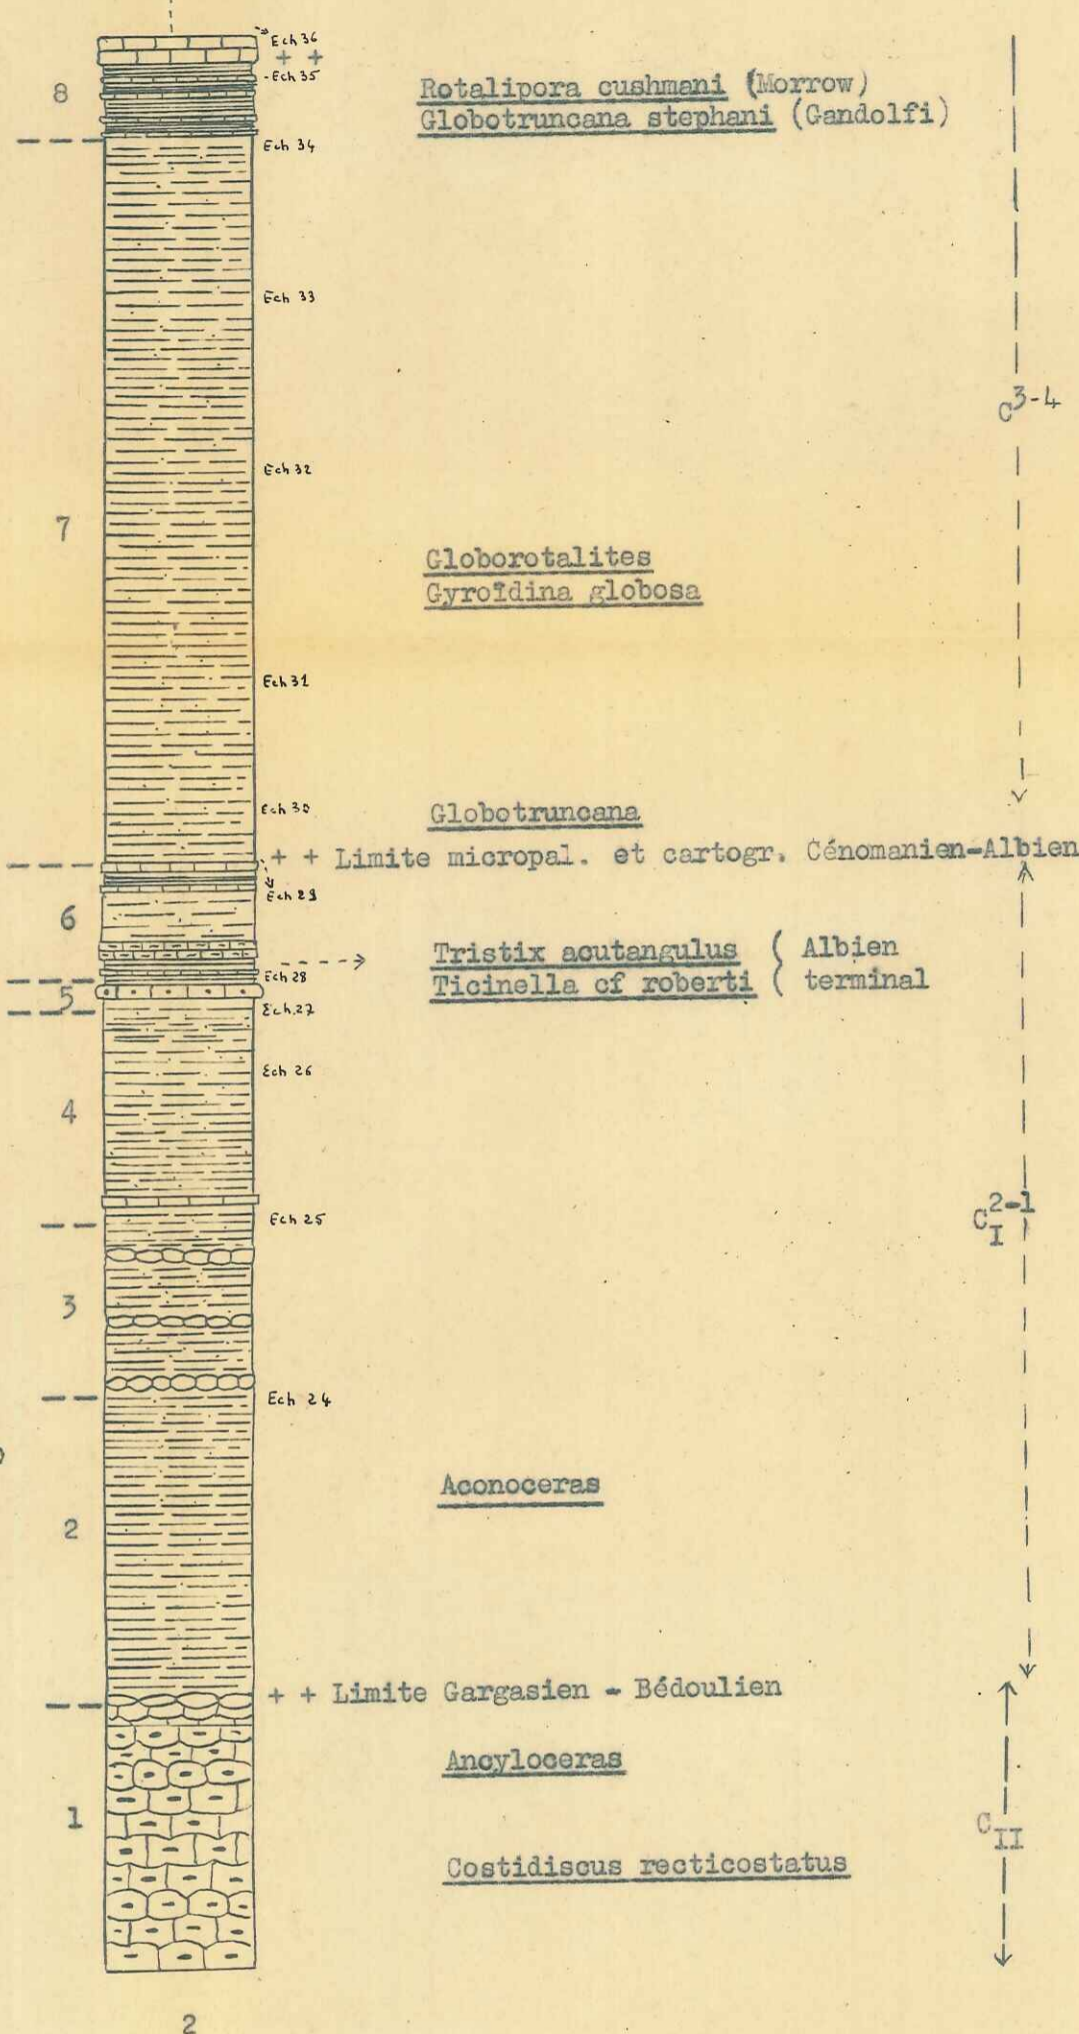 Ech 36
+ +
Ech 35
8
Rotalipora cushmani (Morrow)
Globotruncana stephani (Gandolfi)
Ech 34
Ech 33
C3-4
Ech 32
7
Globorotalites
Gyroïdina globosa
Ech 31
Ech 30
Globotruncana
+ + Limite micropal. et cartogr. Cénomanien-Albien
Ech 29
6
Tristix acutangulus ( Albien
Ticinella cf roberti ( terminal
Ech 28
5
Ech.27
Ech 26
4
Ech 25
C2-1I
3
Ech 24
Aconoceras
2
+ + Limite Gargasien - Bédoulien
Ancyloceras
1
CII
Costidiscus recticostatus
2